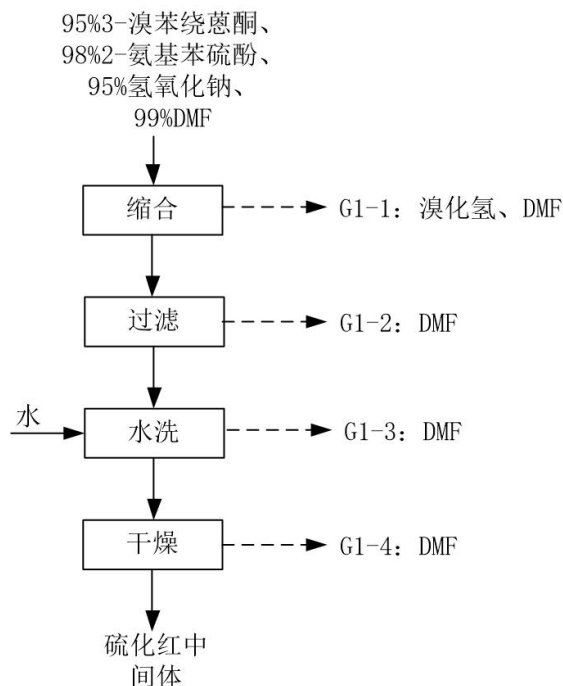 95%3-溴苯绕蒽酮、
98%2-氨基苯硫酚、
95%氢氧化钠、
99%DMF
缩合
G1-1：溴化氢、DMF
过滤
G1-2：DMF
水
水洗
G1-3：DMF
干燥
G1-4：DMF
硫化红中
间体